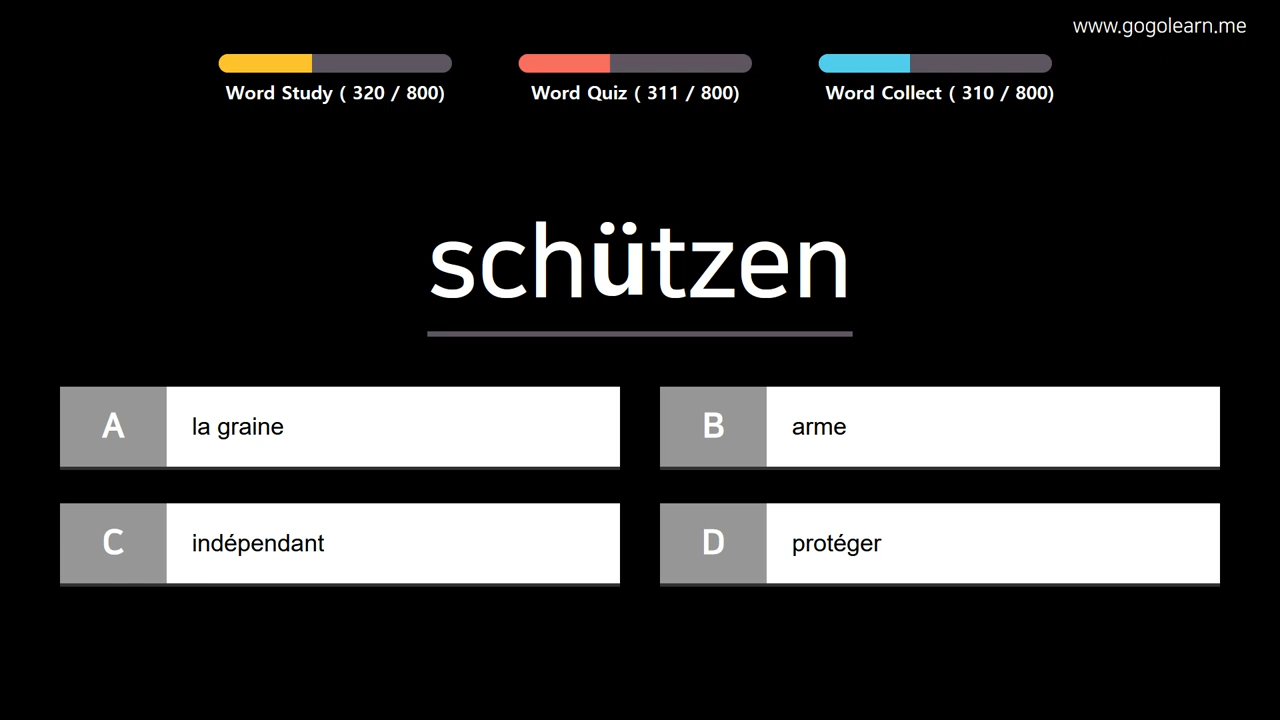 www.gogolearn.me
Word Study ( 320 / 800)
Word Quiz ( 311 / 800)
Word Collect ( 310 / 800)
schützen
A la graine
B arme
C indépendant
D protéger